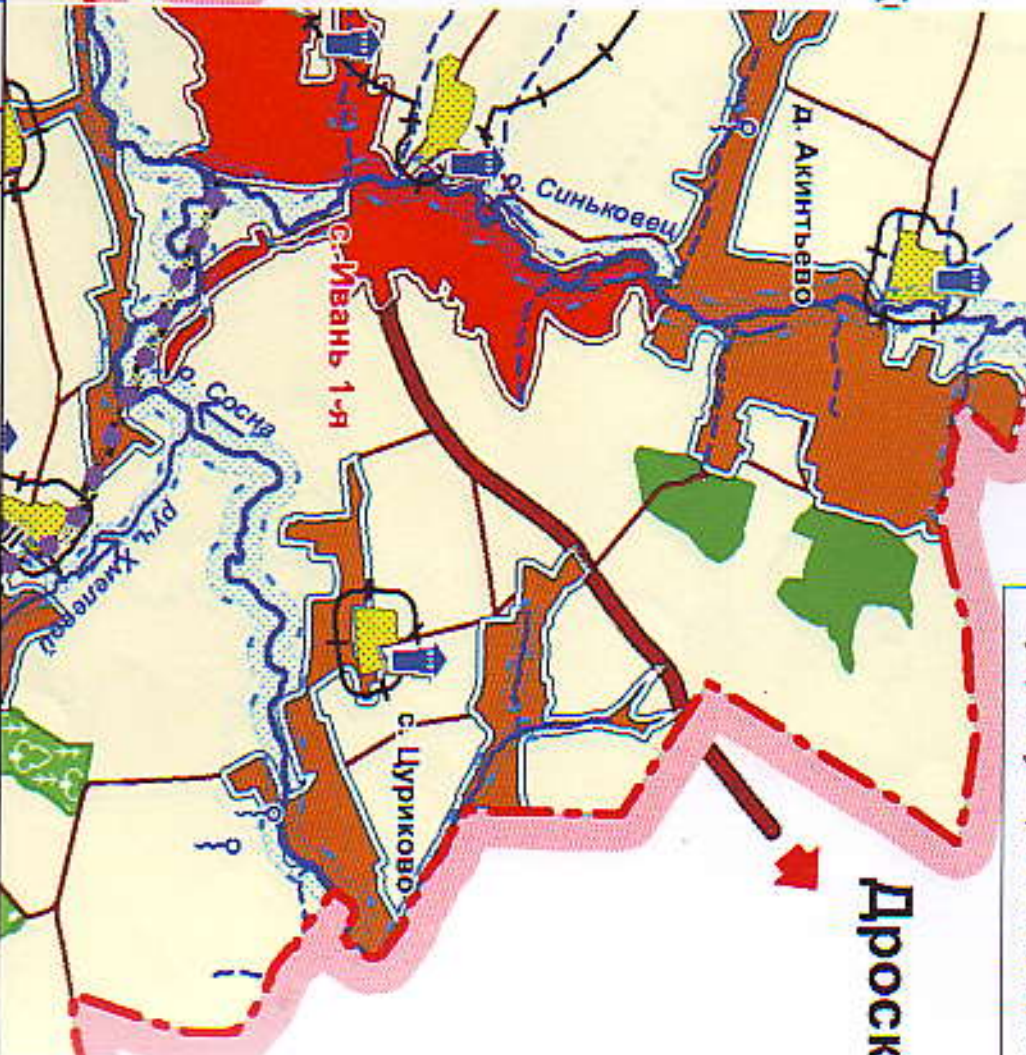 д. Акинтьево
р. Синьковец
с. Ивань 1-я
р. Сосна
руч. Хмелевой
с. Цуриково
Дроск